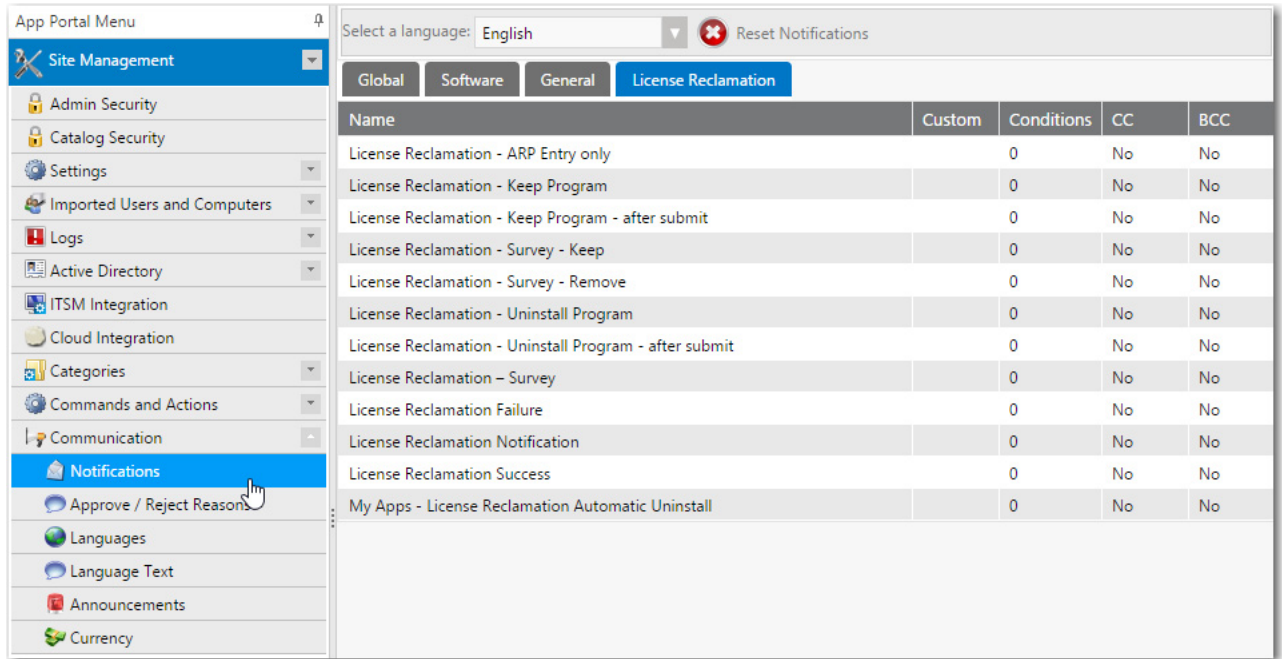 App Portal Menu
Site Management
Admin Security
Catalog Security
Settings
Imported Users and Computers
Logs
Active Directory
ITSM Integration
Cloud Integration
Categories
Commands and Actions
Communication
Notifications
Approve / Reject Reasons
Languages
Language Text
Announcements
Currency
Select a language: English Reset Notifications
Global Software General License Reclamation
Name Custom Conditions CC BCC
License Reclamation - ARP Entry only 0 No No
License Reclamation - Keep Program 0 No No
License Reclamation - Keep Program - after submit 0 No No
License Reclamation - Survey - Keep 0 No No
License Reclamation - Survey - Remove 0 No No
License Reclamation - Uninstall Program 0 No No
License Reclamation - Uninstall Program - after submit 0 No No
License Reclamation – Survey 0 No No
License Reclamation Failure 0 No No
License Reclamation Notification 0 No No
License Reclamation Success 0 No No
My Apps - License Reclamation Automatic Uninstall 0 No No